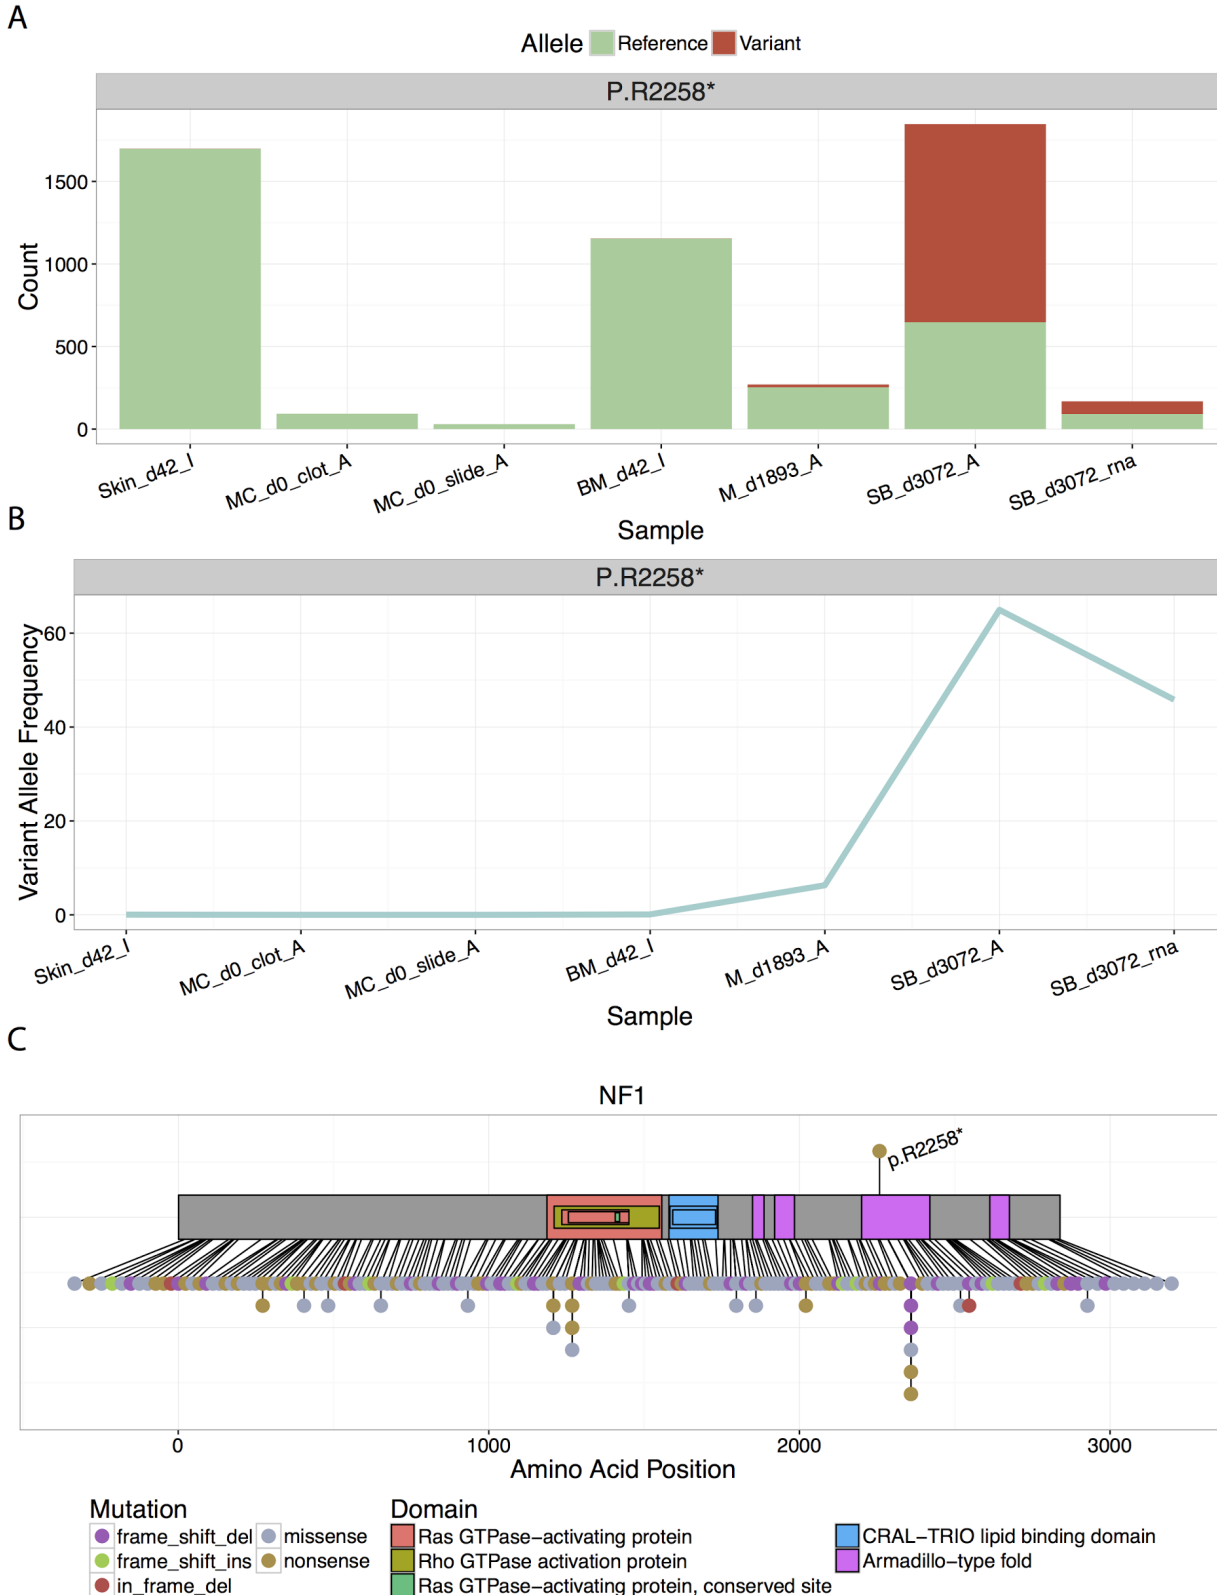 A
Allele Reference Variant
P.R2258*
Count
1500
1000
500
0
Skin_d42_I
MC_d0_clot_A
MC_d0_slide_A
BM_d42_I
M_d1893_A
SB_d3072_A
SB_d3072_rna
Sample
B
P.R2258*
Variant Allele Frequency
60
40
20
0
Skin_d42_I
MC_d0_clot_A
MC_d0_slide_A
BM_d42_I
M_d1893_A
SB_d3072_A
SB_d3072_rna
Sample
C
NF1
p.R2258*
0 1000 2000 3000
Amino Acid Position
Mutation
frame_shift_del missense
frame_shift_ins nonsense
in_frame_del
Domain
Ras GTPase−activating protein
Rho GTPase activation protein
Ras GTPase−activating protein, conserved site
CRAL−TRIO lipid binding domain
Armadillo−type fold